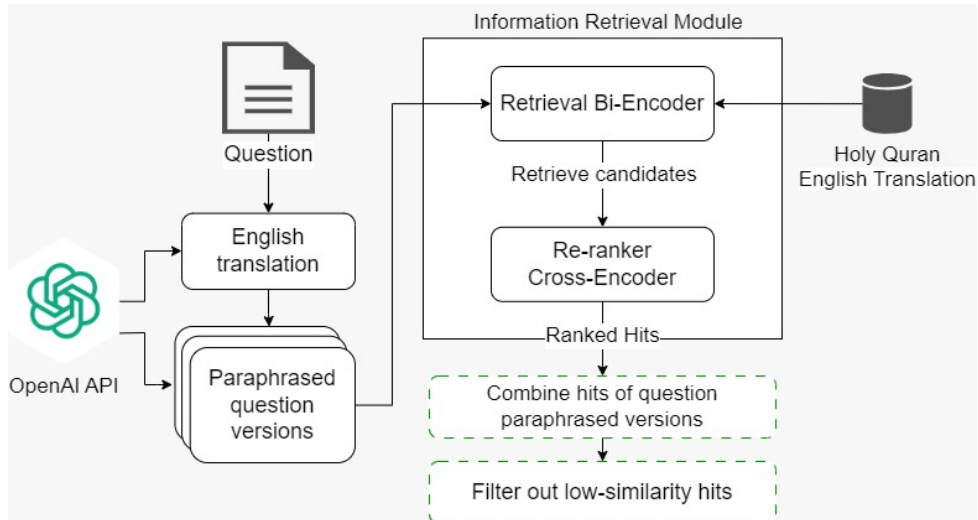 Information Retrieval Module
Question
Retrieval Bi-Encoder
Holy Quran
English Translation
Retrieve candidates
English
translation
Re-ranker
Cross-Encoder
OpenAI API
Paraphrased
question
versions
Ranked Hits
Combine hits of question
paraphrased versions
Filter out low-similarity hits